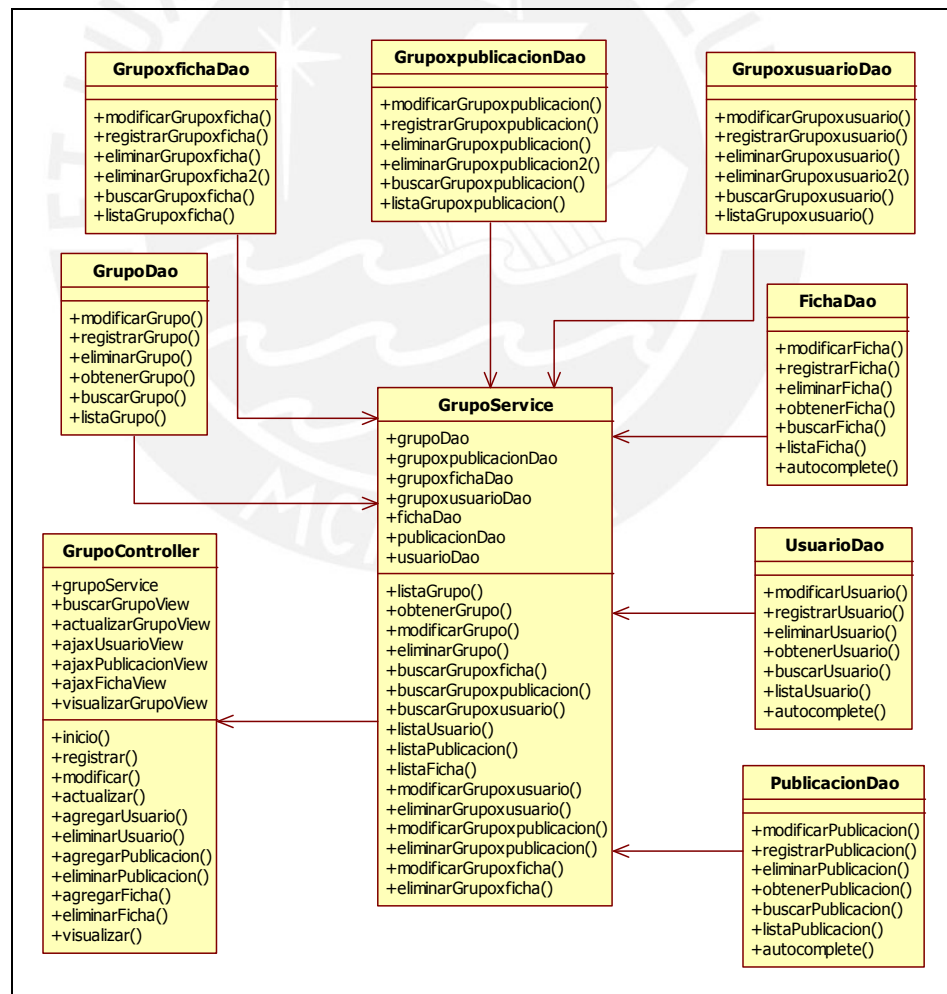 GrupoxfichaDao
+modificarGrupoxficha()
+registrarGrupoxficha()
+eliminarGrupoxficha()
+eliminarGrupoxficha2()
+buscarGrupoxficha()
+listaGrupoxficha()
GrupoxpublicacionDao
+modificarGrupoxpublicacion()
+registrarGrupoxpublicacion()
+eliminarGrupoxpublicacion()
+eliminarGrupoxpublicacion2()
+buscarGrupoxpublicacion()
+listaGrupoxpublicacion()
GrupoxusuarioDao
+modificarGrupoxusuario()
+registrarGrupoxusuario()
+eliminarGrupoxusuario()
+eliminarGrupoxusuario2()
+buscarGrupoxusuario()
+listaGrupoxusuario()
GrupoDao
+modificarGrupo()
+registrarGrupo()
+eliminarGrupo()
+obtenerGrupo()
+buscarGrupo()
+listaGrupo()
FichaDao
+modificarFicha()
+registrarFicha()
+eliminarFicha()
+obtenerFicha()
+buscarFicha()
+listaFicha()
+autocomplete()
GrupoService
+grupoDao
+grupoxpublicacionDao
+grupoxfichaDao
+grupoxusuarioDao
+fichaDao
+publicacionDao
+usuarioDao
+listaGrupo()
+obtenerGrupo()
+modificarGrupo()
+eliminarGrupo()
+buscarGrupoxficha()
+buscarGrupoxpublicacion()
+buscarGrupoxusuario()
+listaUsuario()
+listaPublicacion()
+listaFicha()
+modificarGrupoxusuario()
+eliminarGrupoxusuario()
+modificarGrupoxpublicacion()
+eliminarGrupoxpublicacion()
+modificarGrupoxficha()
+eliminarGrupoxficha()
GrupoController
+grupoService
+buscarGrupoView
+actualizarGrupoView
+ajaxUsuarioView
+ajaxPublicacionView
+ajaxFichaView
+visualizarGrupoView
+inicio()
+registrar()
+modificar()
+actualizar()
+agregarUsuario()
+eliminarUsuario()
+agregarPublicacion()
+eliminarPublicacion()
+agregarFicha()
+eliminarFicha()
+visualizar()
UsuarioDao
+modificarUsuario()
+registrarUsuario()
+eliminarUsuario()
+obtenerUsuario()
+buscarUsuario()
+listaUsuario()
+autocomplete()
PublicacionDao
+modificarPublicacion()
+registrarPublicacion()
+eliminarPublicacion()
+obtenerPublicacion()
+buscarPublicacion()
+listaPublicacion()
+autocomplete()